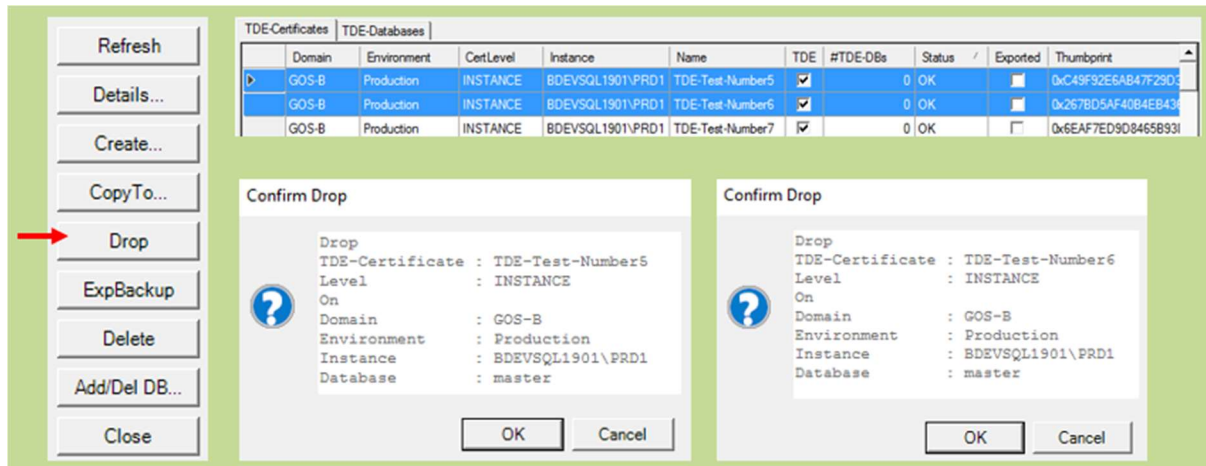 Refresh
Details...
Create...
CopyTo...
Drop
ExpBackup
Delete
Add/Del DB...
Close
TDE-Certificates TDE-Databases
Domain Environment CertLevel Instance Name TDE #TDE-DBs Status Exported Thumbprint
GOS-B Production INSTANCE BDEVSQL1901\PRD1 TDE-Test-Number5 0 OK 0xC49F92E6AB47F29D3
GOS-B Production INSTANCE BDEVSQL1901\PRD1 TDE-Test-Number6 0 OK 0x267BD5AF40B4EB436
GOS-B Production INSTANCE BDEVSQL1901\PRD1 TDE-Test-Number7 0 OK
Confirm Drop
Drop
TDE-Certificate : TDE-Test-Number5
Level : INSTANCE
On
Domain : GOS-B
Environment : Production
Instance : BDEVSQL1901\PRD1
Database : master
OK Cancel
Confirm Drop
Drop
TDE-Certificate : TDE-Test-Number6
Level : INSTANCE
On
Domain : GOS-B
Environment : Production
Instance : BDEVSQL1901\PRD1
Database : master
OK Cancel